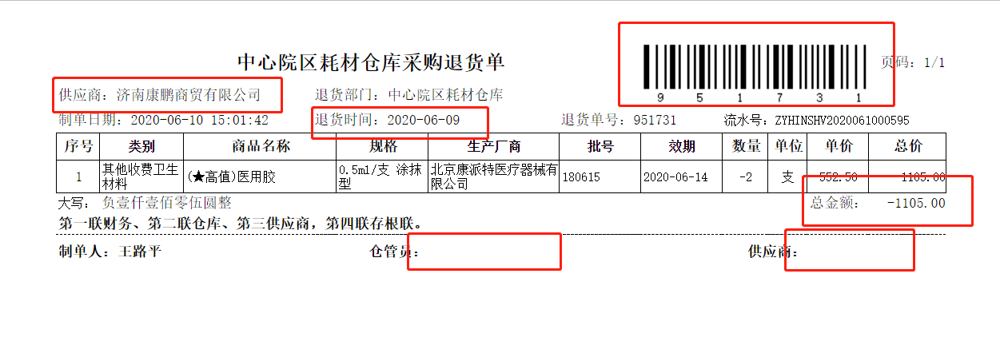 中心院区耗材仓库采购退货单
951731
页码：1/1
供应商：济南康鹏商贸有限公司 退货部门：中心院区耗材仓库
制单日期：2020-06-10 15:01:42 退货时间：2020-06-09 退货单号：951731 流水号：ZYHINSHV2020061000595
序号 类别 商品名称 规格 生产厂商 批号 效期 数量 单位 单价 总价
1 其他收费卫生材料 (★高值)医用胶 0.5ml/支 涂抹型 北京康派特医疗器械有限公司 180615 2020-06-14 -2 支 552.50 -1105.00
大写：负壹仟壹佰零伍圆整 总金额：-1105.00
第一联财务、第二联仓库、第三供应商，第四联存根联。
制单人：王路平 仓管员： 供应商：